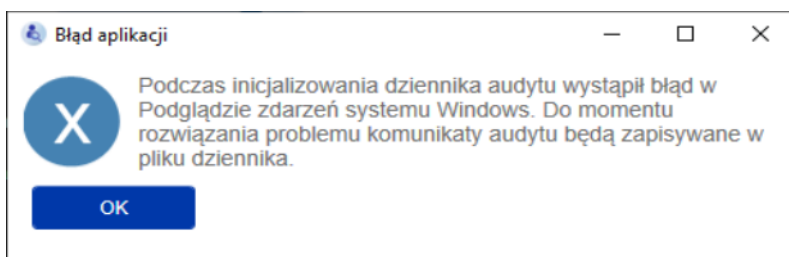 Błąd aplikacji
Podczas inicjalizowania dziennika audytu wystąpił błąd w
Podglądzie zdarzeń systemu Windows. Do momentu
rozwiązania problemu komunikaty audytu będą zapisywane w
pliku dziennika.
OK